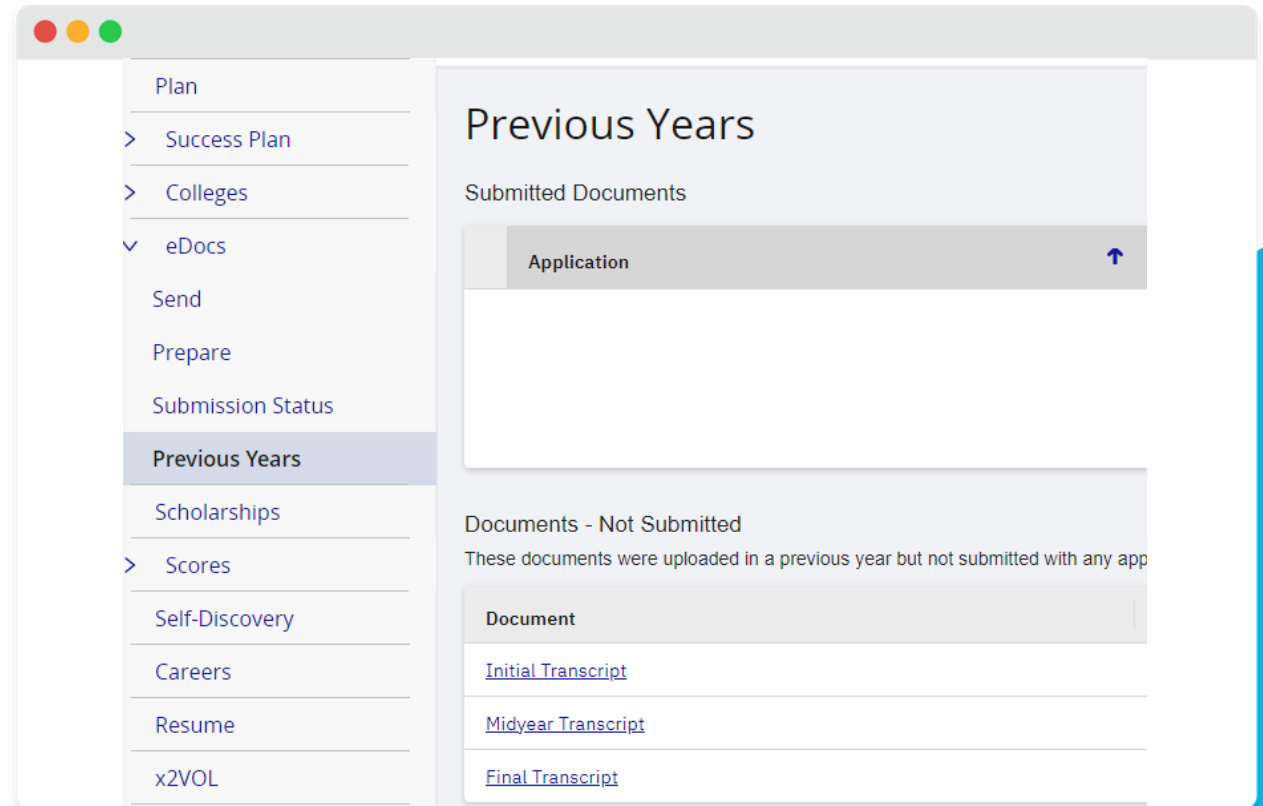 Plan
Success Plan
Colleges
eDocs
Send
Prepare
Submission Status
Previous Years
Scholarships
Scores
Self-Discovery
Careers
Resume
x2VOL
Previous Years
Submitted Documents
Application
Documents - Not Submitted
These documents were uploaded in a previous year but not submitted with any app
Document
Initial Transcript
Midyear Transcript
Final Transcript